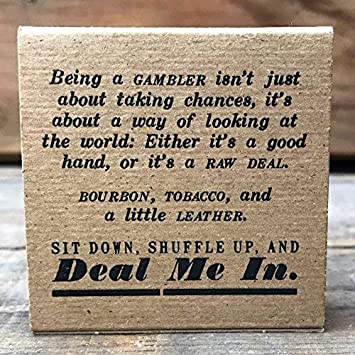 Being a GAMBLER isn't just
about taking chances, it's
about a way of looking at
the world: Either it's a good
hand, or it's a RAW DEAL.
BOURBON, TOBACCO, and
a little LEATHER.
SIT DOWN, SHUFFLE UP, AND
Deal Me In.